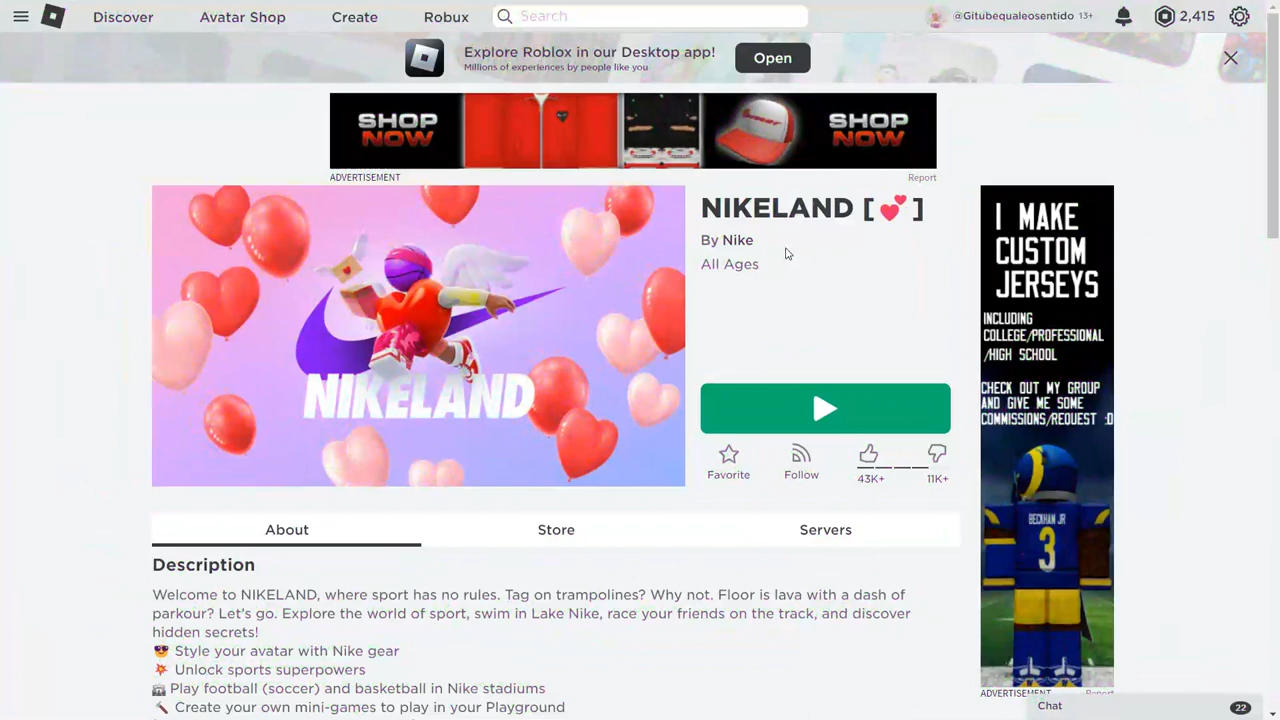 Discover
Avatar Shop
Create
Robux
Search
@Gitubequaleosentido 13+
2,415
Explore Roblox in our Desktop app!
Millions of experiences by people like you
Open
SHOP NOW
SHOP NOW
ADVERTISEMENT
Report
NIKELAND
NIKELAND [💕]
By Nike
All Ages
Favorite
Follow
43K+
11K+
I MAKE
CUSTOM
JERSEYS
INCLUDING
COLLEGE/PROFESSIONAL
/HIGH SCHOOL
CHECK OUT MY GROUP
AND GIVE ME SOME
COMMISSIONS/REQUEST :D
BECKHAM JR
3
ADVERTISEMENT
Report
About
Store
Servers
Description
Welcome to NIKELAND, where sport has no rules. Tag on trampolines? Why not. Floor is lava with a dash of
parkour? Let's go. Explore the world of sport, swim in Lake Nike, race your friends on the track, and discover
hidden secrets!
😎 Style your avatar with Nike gear
💥 Unlock sports superpowers
🏟 Play football (soccer) and basketball in Nike stadiums
🔨 Create your own mini-games to play in your Playground
Chat
22